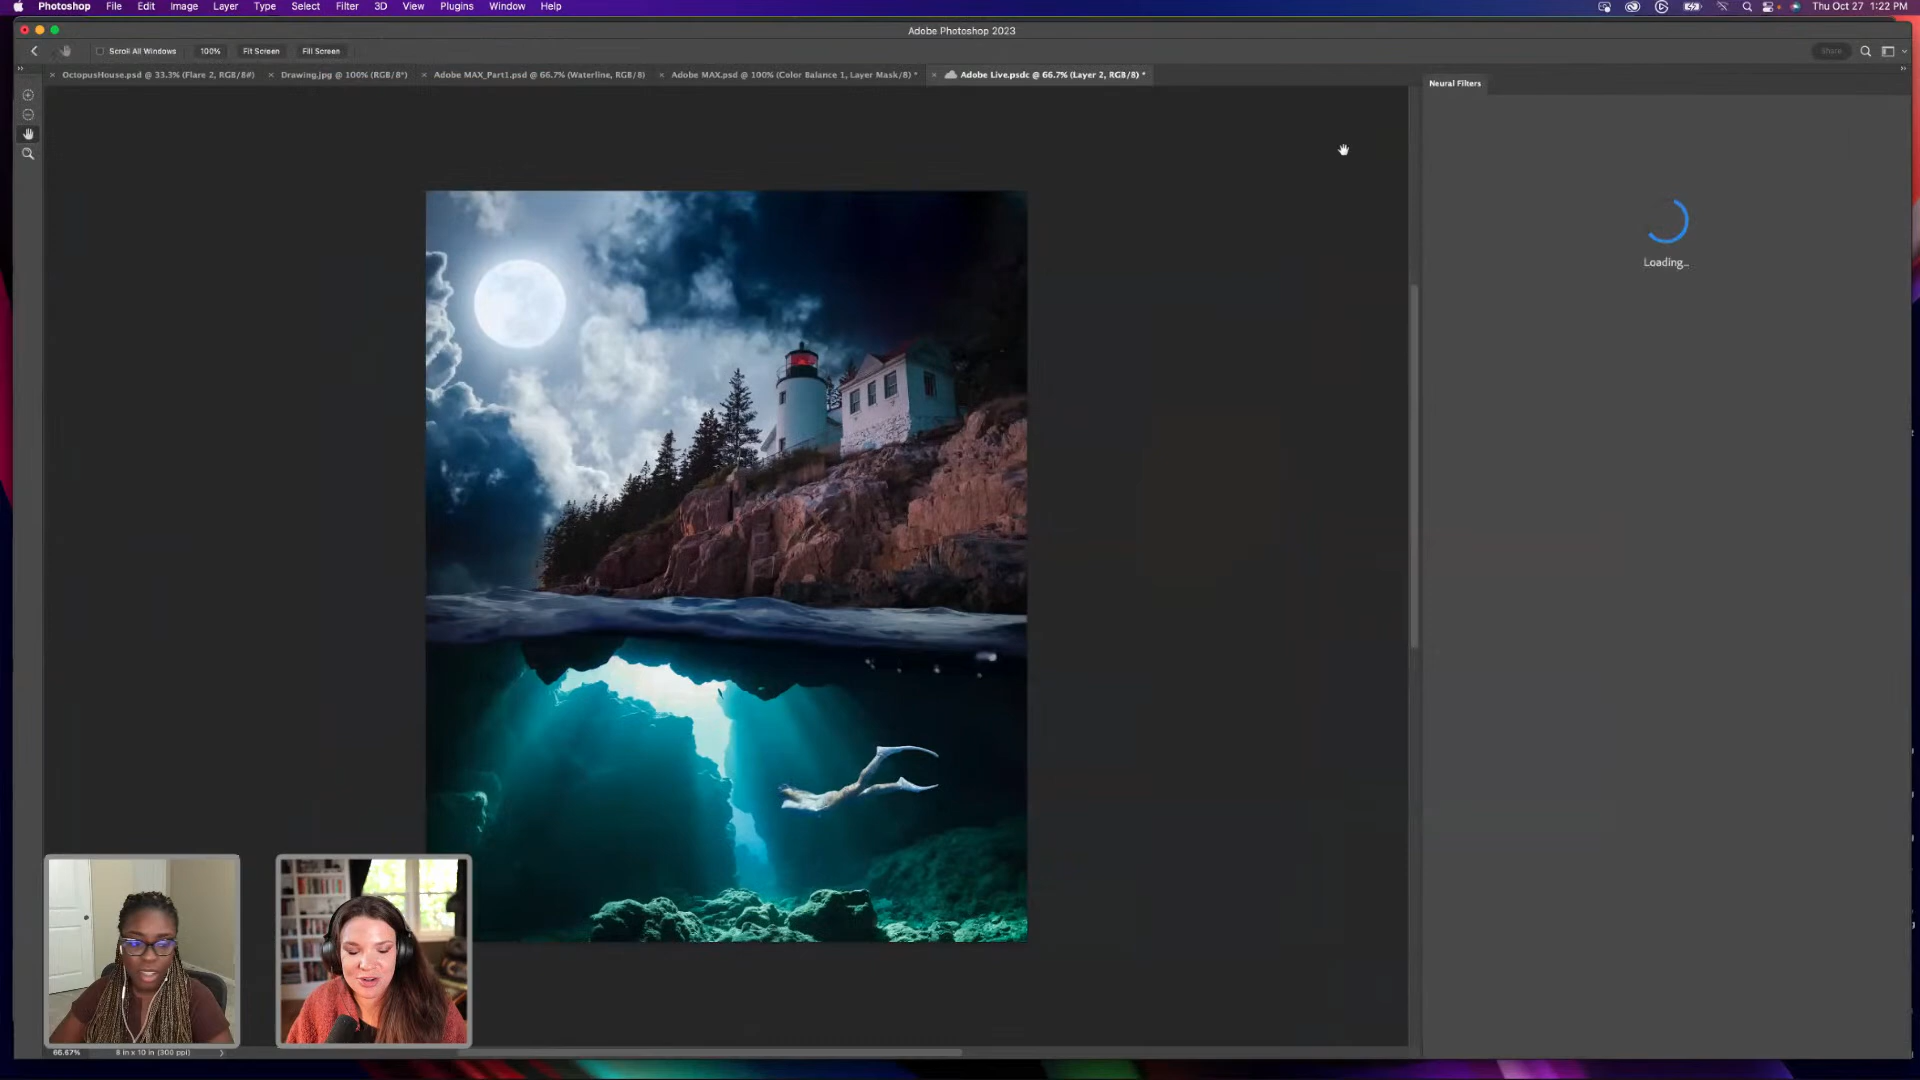 Photoshop File Edit Image Layer Type Select Filter 3D View Plugins Window Help Thu Oct 27 1:22 PM
Adobe Photoshop 2023
Scroll All Windows 100% Fit Screen Fill Screen Share
OctopusHouse.psd @ 33.3% (Flare 2, RGB/8#) Drawing.jpg @ 100% (RGB/8*) Adobe MAX_Part1.psd @ 66.7% (Waterline, RGB/8) Adobe MAX.psd @ 100% (Color Balance 1, Layer Mask/8) * Adobe Live.psdc @ 66.7% (Layer 2, RGB/8) *
Neural Filters
Loading...
66.67% 8 in x 10 in (300 ppi)